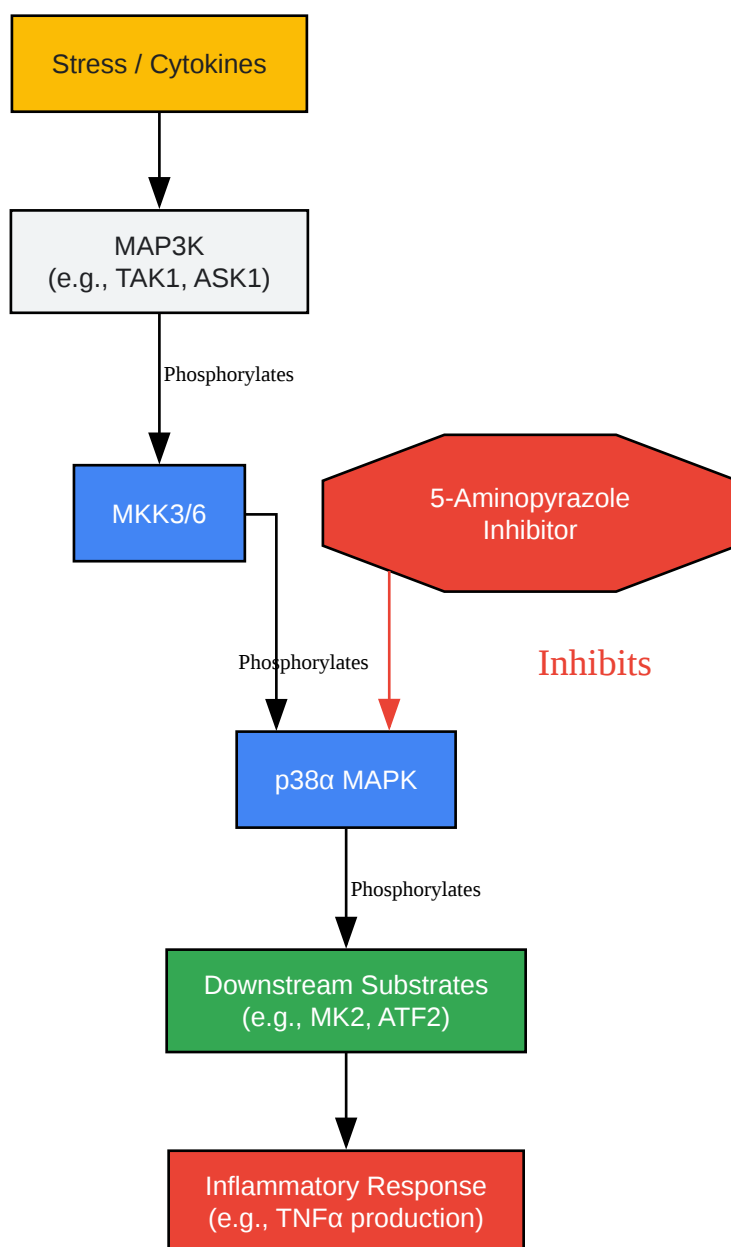 Stress / Cytokines
MAP3K
(e.g., TAK1, ASK1)
Phosphorylates
MKK3/6
5-Aminopyrazole
Inhibitor
Phosphorylates
Inhibits
p38α MAPK
Phosphorylates
Downstream Substrates
(e.g., MK2, ATF2)
Inflammatory Response
(e.g., TNFα production)